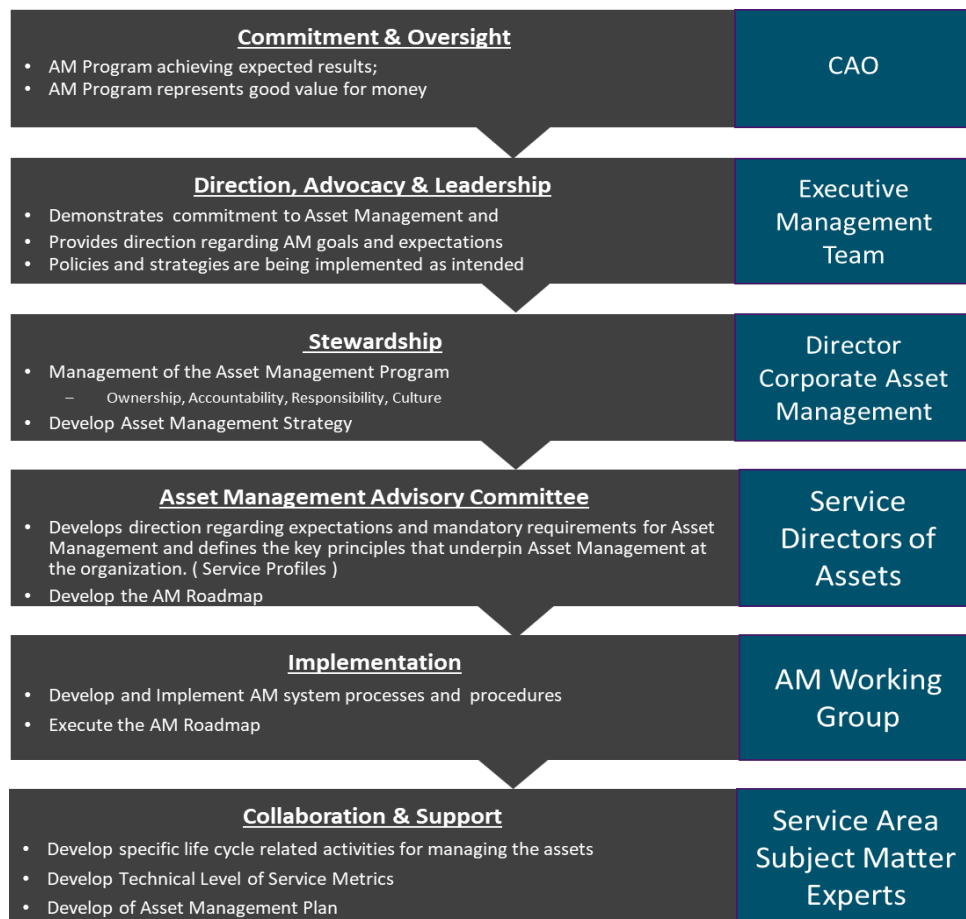 Commitment & Oversight
• AM Program achieving expected results;
• AM Program represents good value for money
CAO
Direction, Advocacy & Leadership
• Demonstrates commitment to Asset Management and
• Provides direction regarding AM goals and expectations
• Policies and strategies are being implemented as intended
Executive
Management
Team
Stewardship
• Management of the Asset Management Program
– Ownership, Accountability, Responsibility, Culture
• Develop Asset Management Strategy
Director
Corporate Asset
Management
Asset Management Advisory Committee
• Develops direction regarding expectations and mandatory requirements for Asset
Management and defines the key principles that underpin Asset Management at
the organization. ( Service Profiles )
• Develop the AM Roadmap
Service
Directors of
Assets
Implementation
• Develop and Implement AM system processes and procedures
• Execute the AM Roadmap
AM Working
Group
Collaboration & Support
• Develop specific life cycle related activities for managing the assets
• Develop Technical Level of Service Metrics
• Develop of Asset Management Plan
Service Area
Subject Matter
Experts